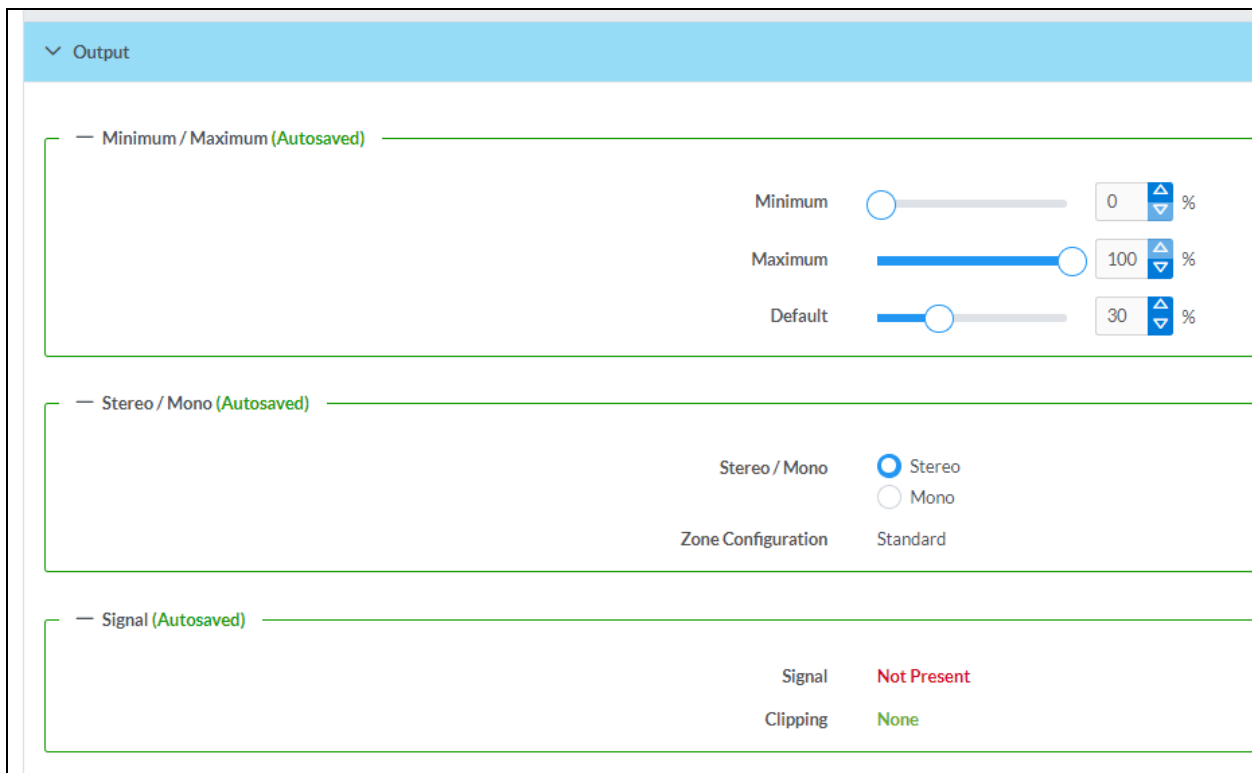 Output
Minimum / Maximum (Autosaved)
Minimum 0 %
Maximum 100 %
Default 30 %
Stereo / Mono (Autosaved)
Stereo / Mono Stereo
Mono
Zone Configuration Standard
Signal (Autosaved)
Signal Not Present
Clipping None